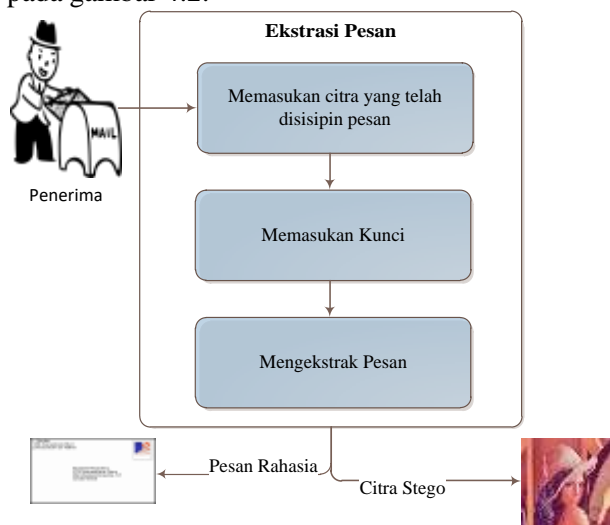 pada gambar 4.2.
Ekstrasi Pesan
Memasukan citra yang telah
disisipin pesan
MAIL
Penerima
Memasukan Kunci
Mengekstrak Pesan
Pesan Rahasia
Citra Stego